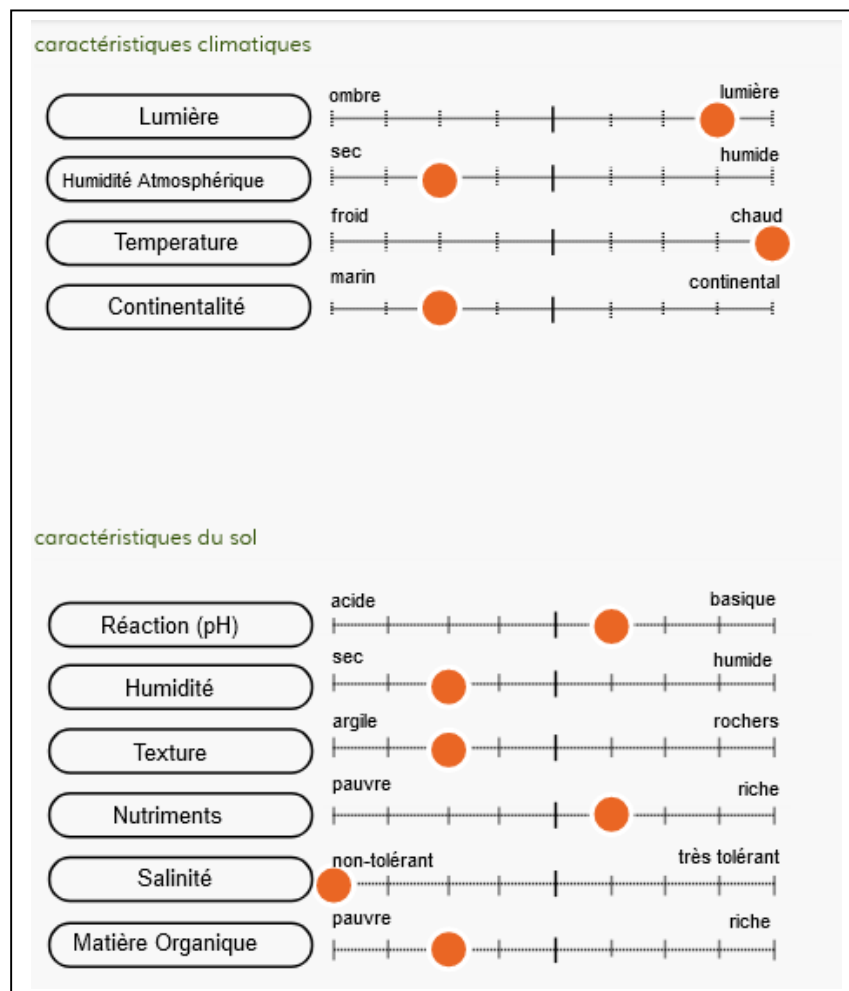 caractéristiques climatiques
ombre lumière
Lumière
sec humide
Humidité Atmosphérique
froid chaud
Temperature
marin continental
Continentalité
caractéristiques du sol
acide basique
Réaction (pH)
sec humide
Humidité
argile rochers
Texture
pauvre riche
Nutriments
non-tolérant très tolérant
Salinité
pauvre riche
Matière Organique